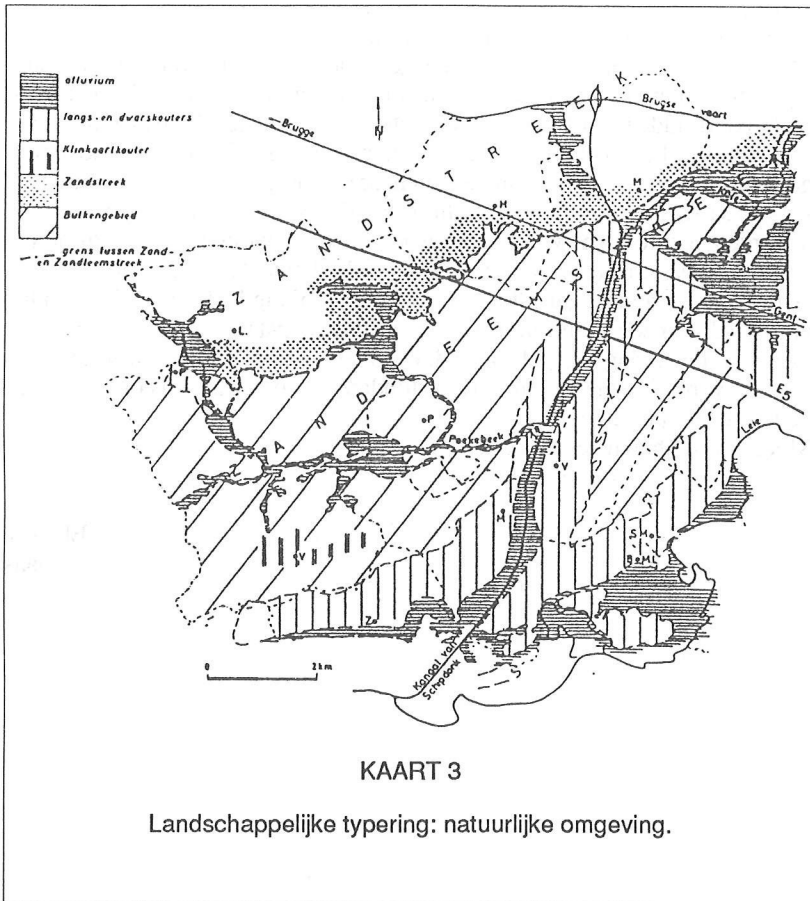 alluvium
langs- en dwarskouters
Klinkaartkouter
Zandstreek
Bulkengebied
grens tussen Zand-
en Zandleemstreek
N
Brugge
Brugse vaart
ZANDSTREEK
H
M
Kale
L.
P
ZANDLEEMSTREEK
P
Poekebeek
V
M
V
Z
S.M
B.M.L
Gent
E5
Leie
Kanaal van
Schipdonk
0 2km
KAART 3
Landschappelijke typering: natuurlijke omgeving.